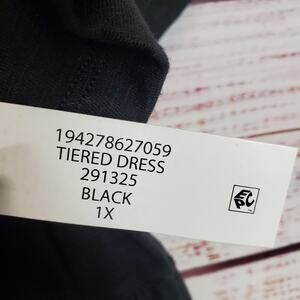 194278627059
TIERED DRESS
291325
BLACK
1X